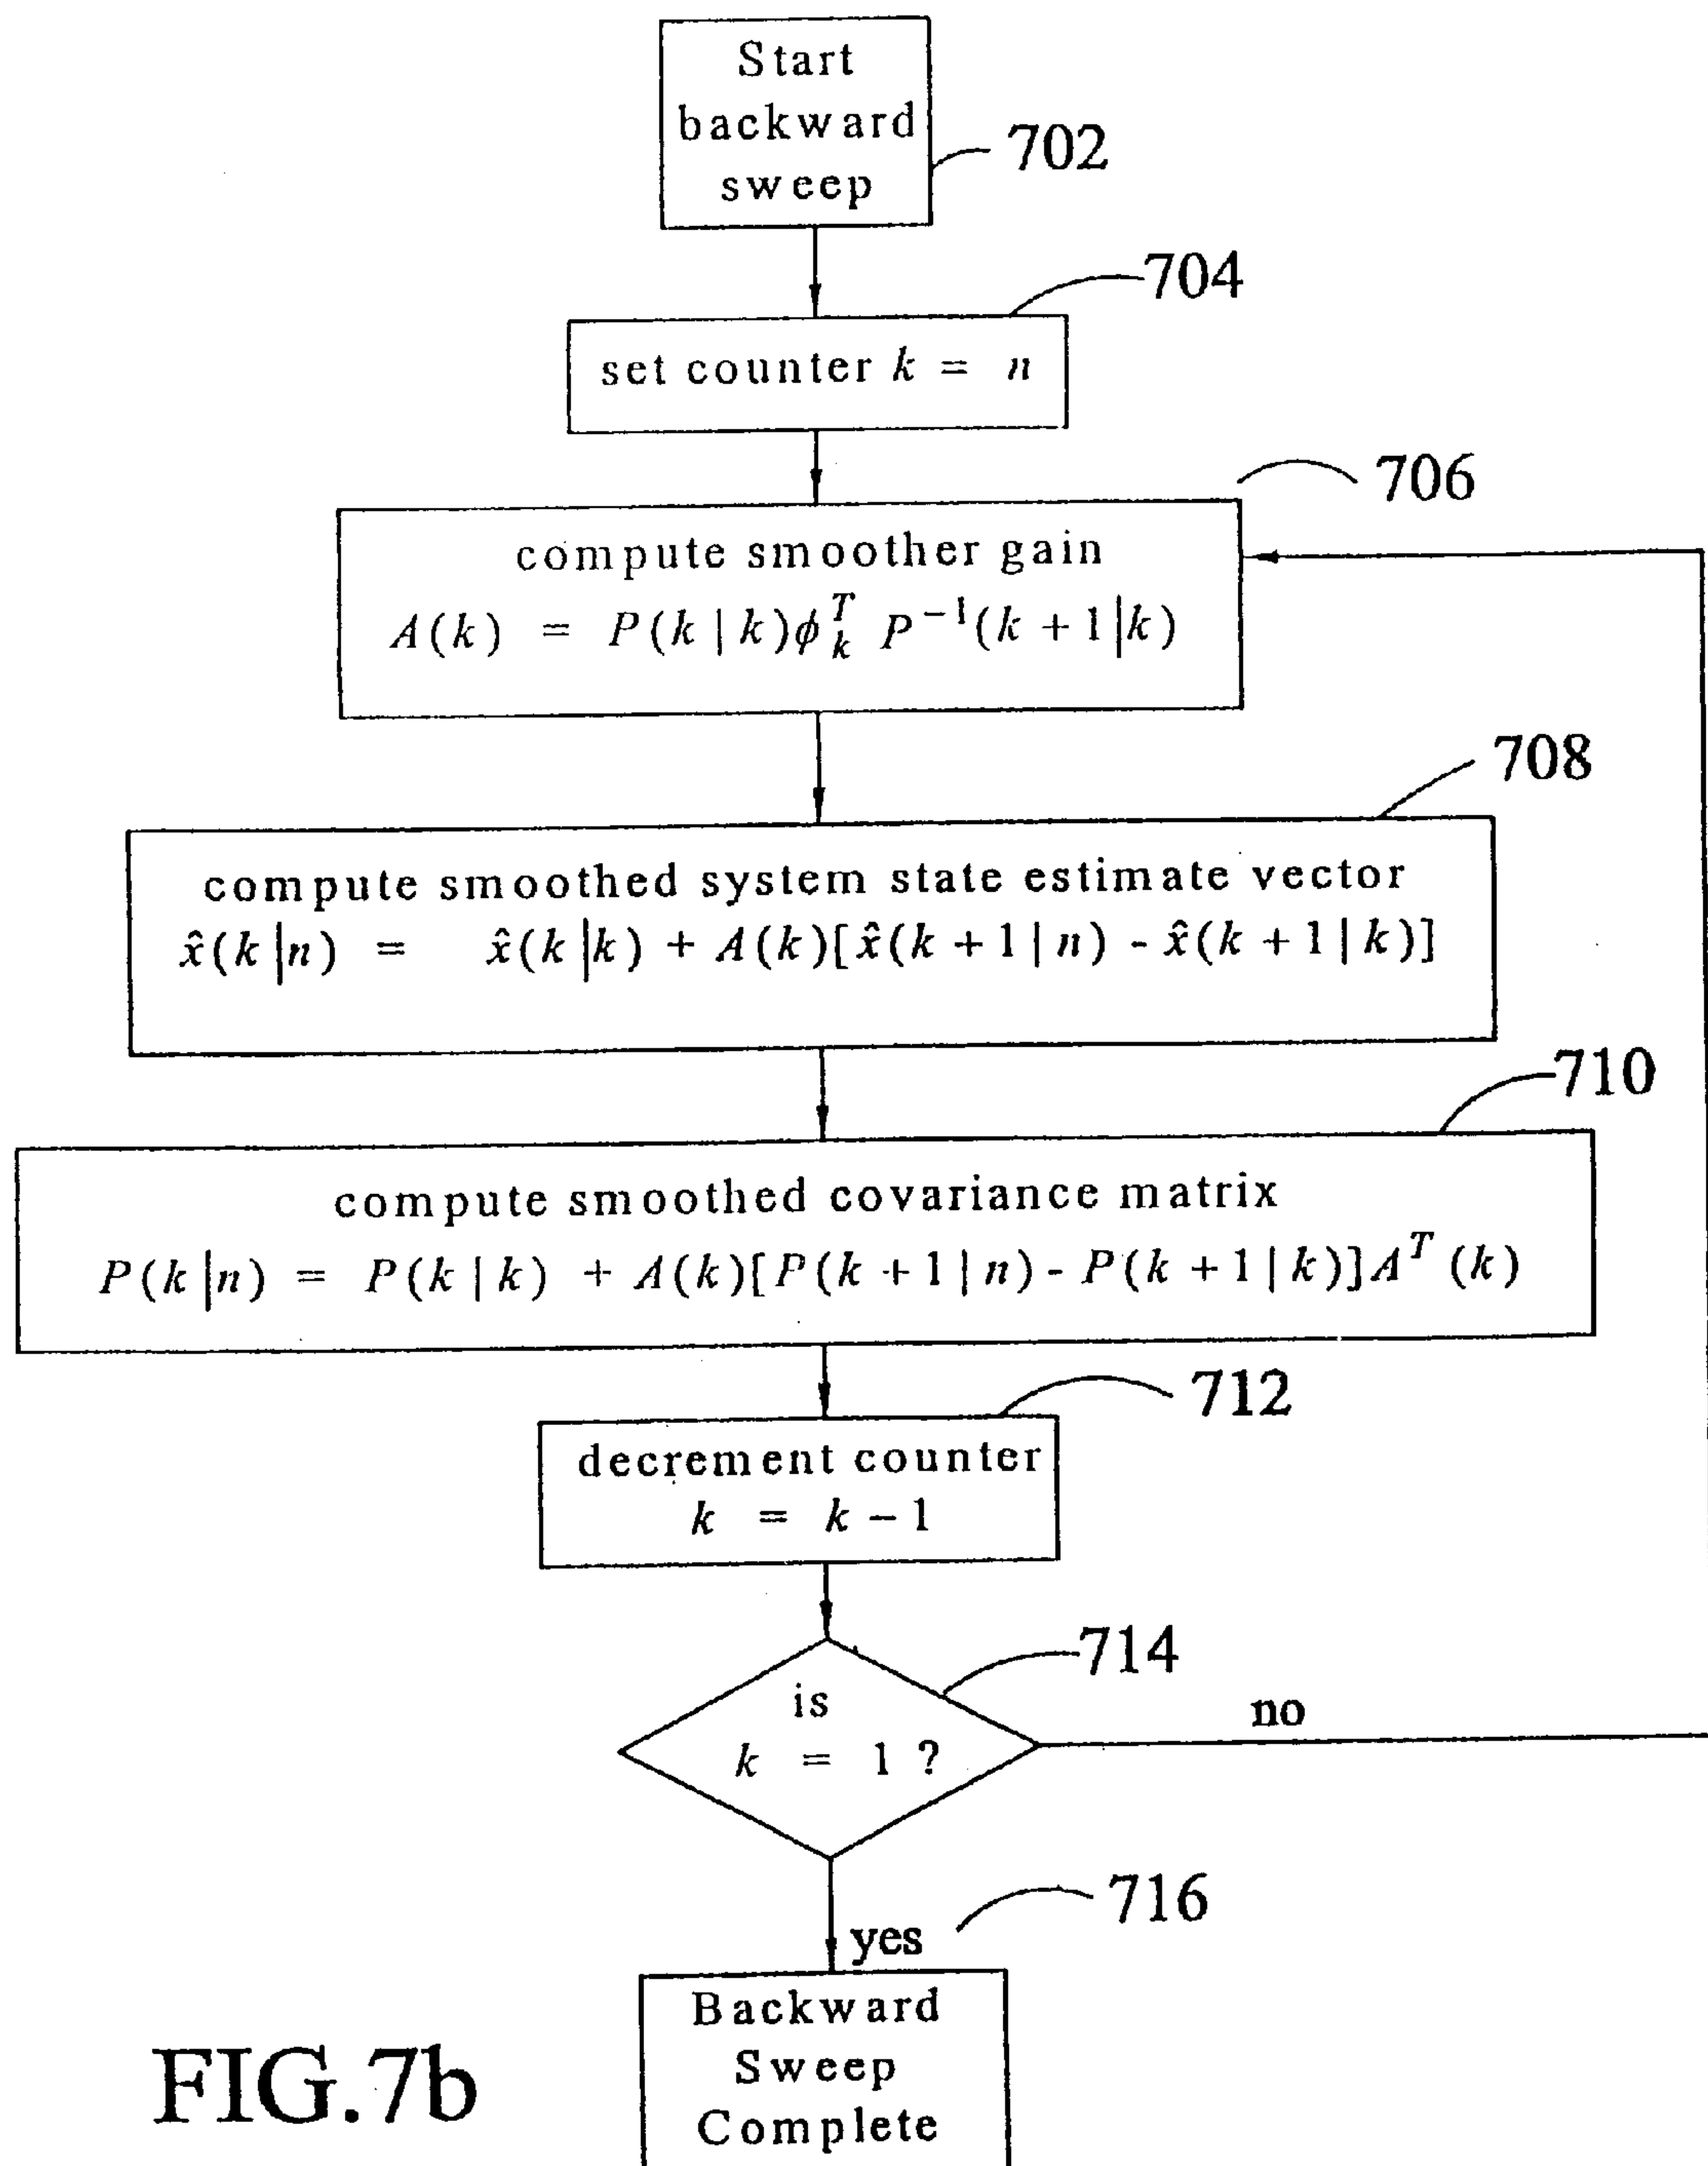 Start
backward
sweep
702
704
set counter k = n
706
compute smoother gain
A(k) = P(k | k)ϕ_k^T P^{-1}(k + 1|k)
708
compute smoothed system state estimate vector
x̂(k|n) = x̂(k|k) + A(k)[x̂(k + 1 | n) - x̂(k + 1 | k)]
710
compute smoothed covariance matrix
P(k|n) = P(k | k) + A(k)[P(k + 1 | n) - P(k + 1 | k)]A^T (k)
712
decrement counter
k = k − 1
714
is
k = 1 ?
no
716
yes
Backward
Sweep
Complete
FIG.7b